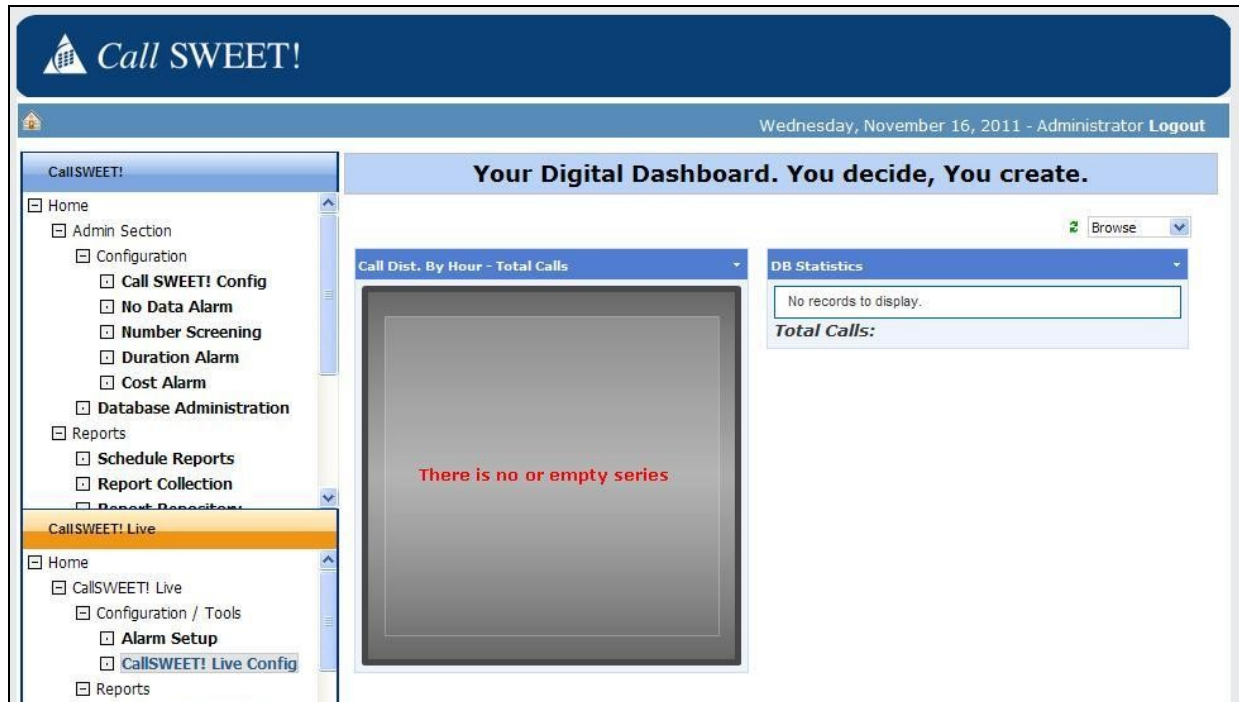 Call SWEET!
Wednesday, November 16, 2011 - Administrator Logout
CallSWEET!
Home
Admin Section
Configuration
Call SWEET! Config
No Data Alarm
Number Screening
Duration Alarm
Cost Alarm
Database Administration
Reports
Schedule Reports
Report Collection
Report Repository
CallSWEET! Live
Home
CallSWEET! Live
Configuration / Tools
Alarm Setup
CallSWEET! Live Config
Reports
Your Digital Dashboard. You decide, You create.
Browse
Call Dist. By Hour - Total Calls
There is no or empty series
DB Statistics
No records to display.
Total Calls: